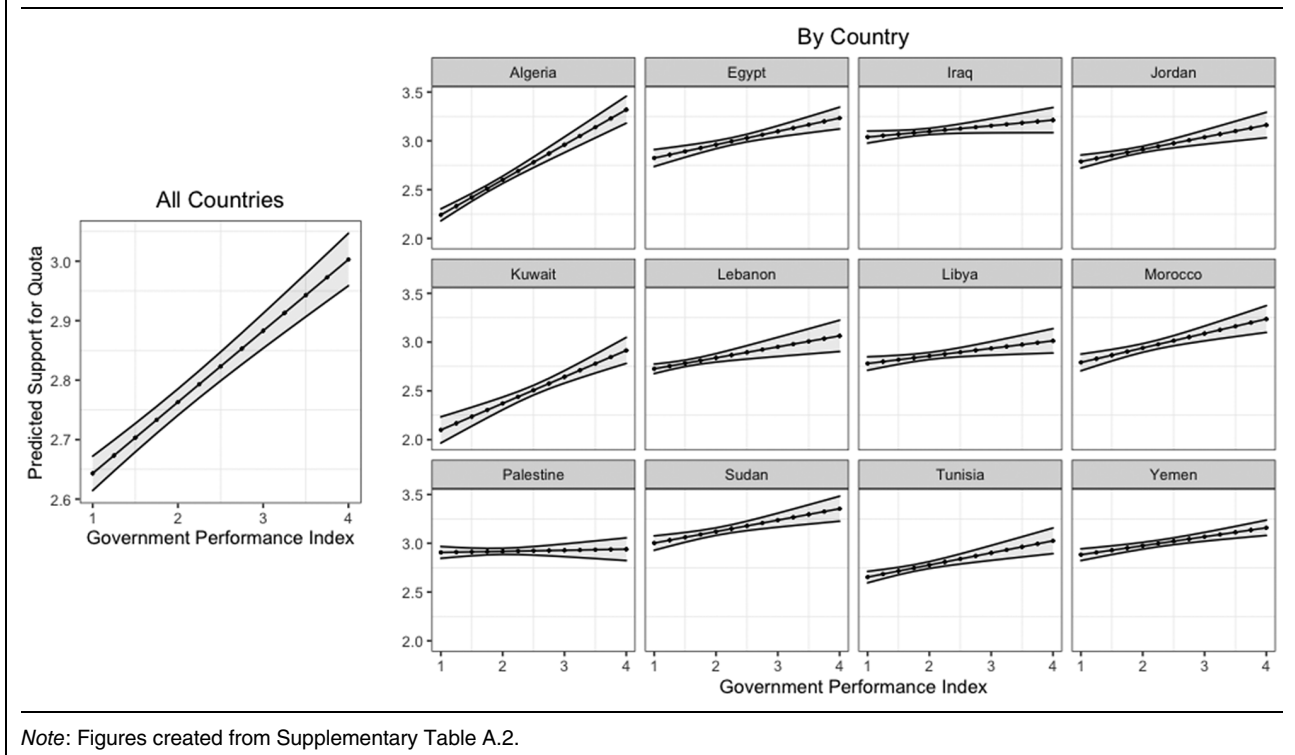 By Country
All Countries
Predicted Support for Quota
3.0
2.9
2.8
2.7
2.6
1 2 3 4
Government Performance Index
Algeria Egypt Iraq Jordan
3.5
3.0
2.5
2.0
Kuwait Lebanon Libya Morocco
3.5
3.0
2.5
2.0
Palestine Sudan Tunisia Yemen
3.5
3.0
2.5
2.0
1 2 3 4 1 2 3 4 1 2 3 4 1 2 3 4
Government Performance Index
Note: Figures created from Supplementary Table A.2.